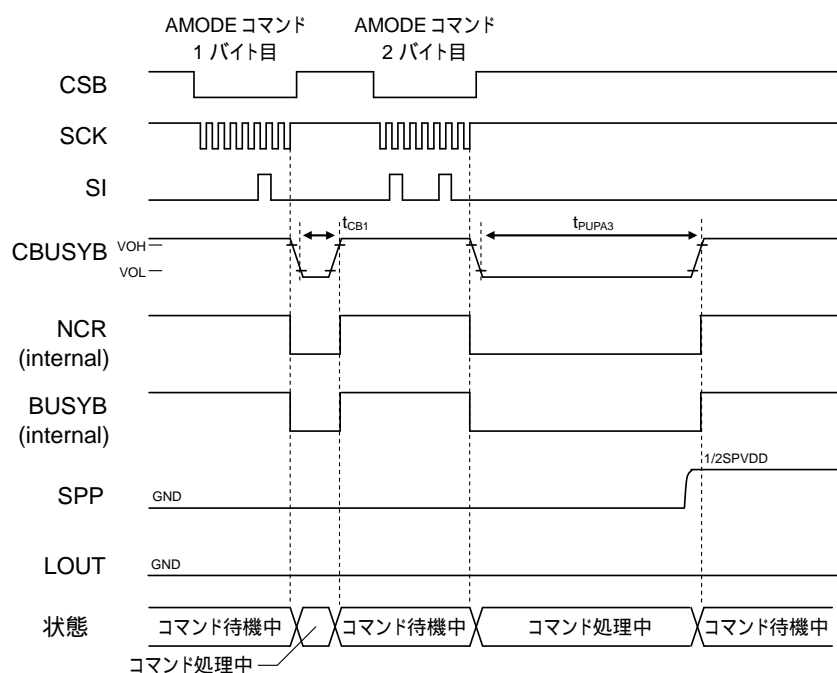 AMODE コマンド
1 バイト目
AMODE コマンド
2 バイト目
CSB
SCK
SI
tCB1
tPUPA3
CBUSYB
VOH
VOL
NCR
(internal)
BUSYB
(internal)
1/2SPVDD
SPP
GND
LOUT
GND
状態
コマンド待機中
コマンド待機中
コマンド処理中
コマンド待機中
コマンド処理中